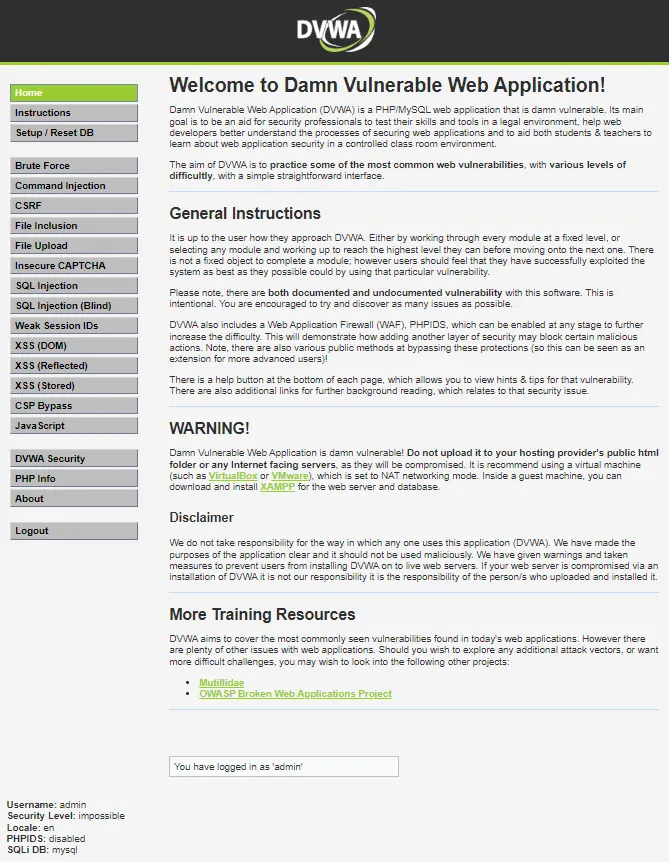 DVWA
Home
Instructions
Setup / Reset DB
Brute Force
Command Injection
CSRF
File Inclusion
File Upload
Insecure CAPTCHA
SQL Injection
SQL Injection (Blind)
Weak Session IDs
XSS (DOM)
XSS (Reflected)
XSS (Stored)
CSP Bypass
JavaScript
DVWA Security
PHP Info
About
Logout
Welcome to Damn Vulnerable Web Application!
Damn Vulnerable Web Application (DVWA) is a PHP/MySQL web application that is damn vulnerable. Its main
goal is to be an aid for security professionals to test their skills and tools in a legal environment, help web
developers better understand the processes of securing web applications and to aid both students & teachers to
learn about web application security in a controlled class room environment.
The aim of DVWA is to practice some of the most common web vulnerabilities, with various levels of
difficultly, with a simple straightforward interface.
General Instructions
It is up to the user how they approach DVWA. Either by working through every module at a fixed level, or
selecting any module and working up to reach the highest level they can before moving onto the next one. There
is not a fixed object to complete a module; however users should feel that they have successfully exploited the
system as best as they possible could by using that particular vulnerability.
Please note, there are both documented and undocumented vulnerability with this software. This is
intentional. You are encouraged to try and discover as many issues as possible.
DVWA also includes a Web Application Firewall (WAF), PHPIDS, which can be enabled at any stage to further
increase the difficulty. This will demonstrate how adding another layer of security may block certain malicious
actions. Note, there are also various public methods at bypassing these protections (so this can be seen as an
extension for more advanced users)!
There is a help button at the bottom of each page, which allows you to view hints & tips for that vulnerability.
There are also additional links for further background reading, which relates to that security issue.
WARNING!
Damn Vulnerable Web Application is damn vulnerable! Do not upload it to your hosting provider's public html
folder or any Internet facing servers, as they will be compromised. It is recommend using a virtual machine
(such as VirtualBox or VMware), which is set to NAT networking mode. Inside a guest machine, you can
download and install XAMPP for the web server and database.
Disclaimer
We do not take responsibility for the way in which any one uses this application (DVWA). We have made the
purposes of the application clear and it should not be used maliciously. We have given warnings and taken
measures to prevent users from installing DVWA on to live web servers. If your web server is compromised via an
installation of DVWA it is not our responsibility it is the responsibility of the person/s who uploaded and installed it.
More Training Resources
DVWA aims to cover the most commonly seen vulnerabilities found in today's web applications. However there
are plenty of other issues with web applications. Should you wish to explore any additional attack vectors, or want
more difficult challenges, you may wish to look into the following other projects:
• Mutillidae
• OWASP Broken Web Applications Project
You have logged in as 'admin'
Username: admin
Security Level: impossible
Locale: en
PHPIDS: disabled
SQLi DB: mysql